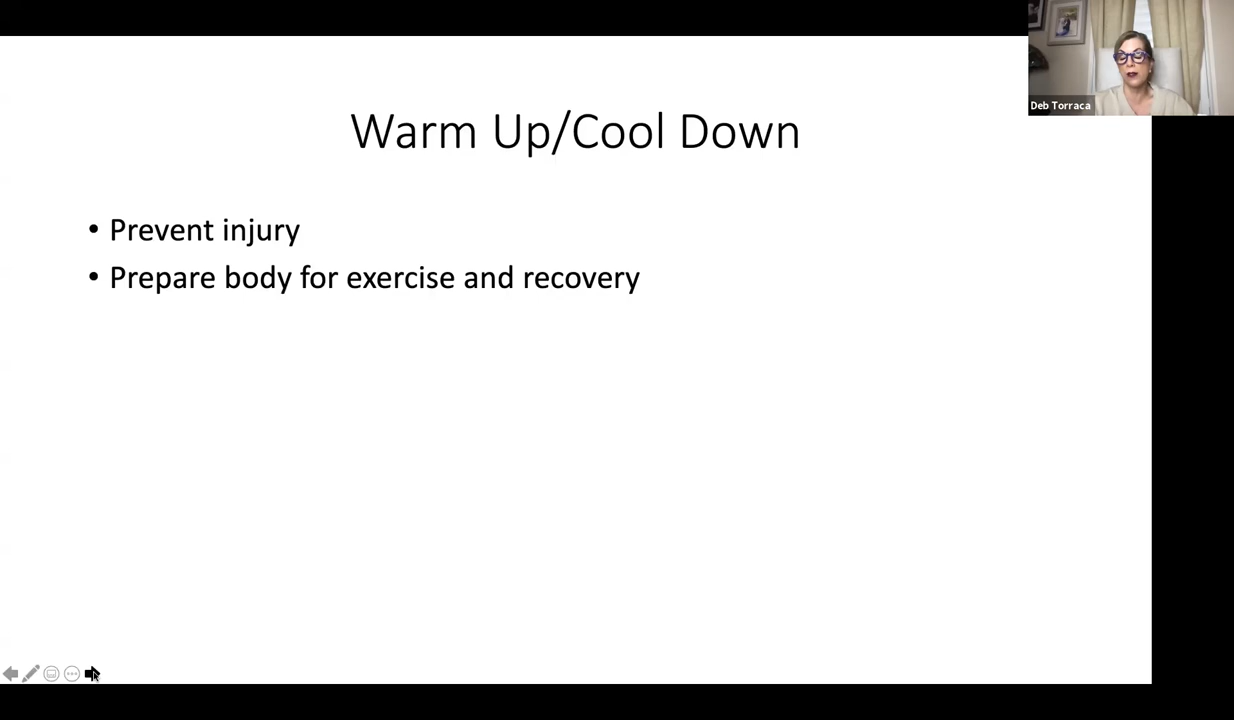 Deb Torraca
Warm Up/Cool Down
• Prevent injury
• Prepare body for exercise and recovery